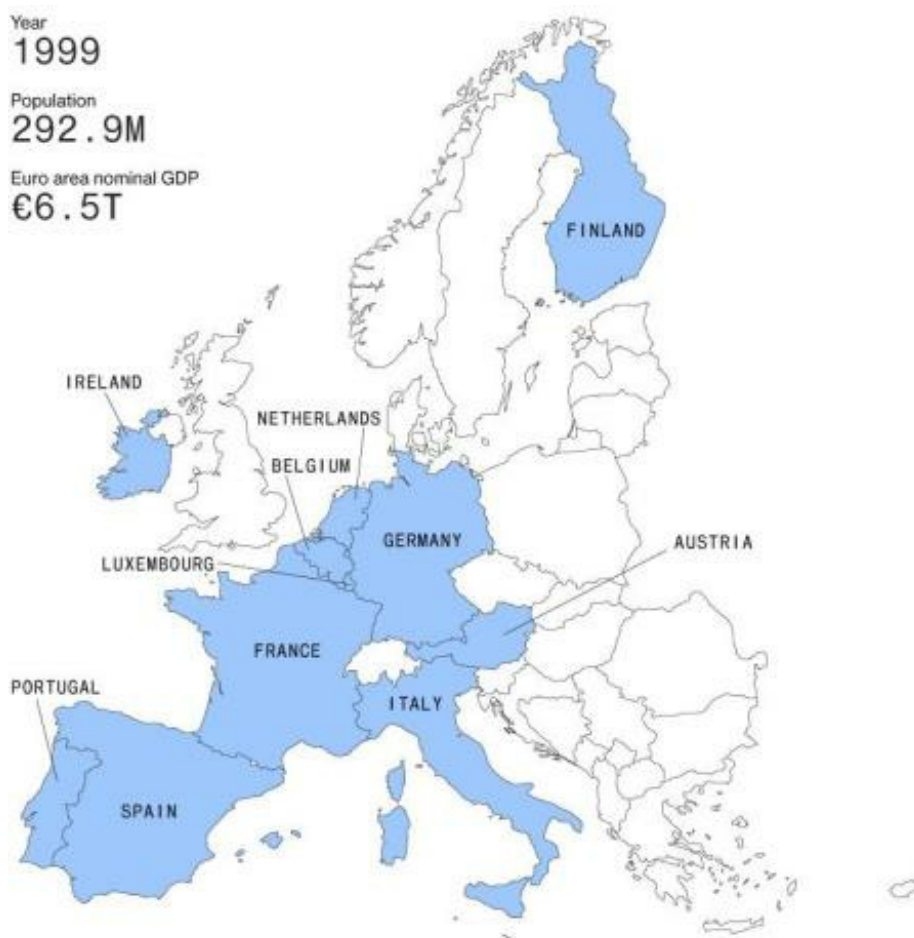 Year
1999
Population
292.9M
Euro area nominal GDP
€6.5T
FINLAND
IRELAND
NETHERLANDS
BELGIUM
GERMANY
AUSTRIA
LUXEMBOURG
FRANCE
PORTUGAL
ITALY
SPAIN